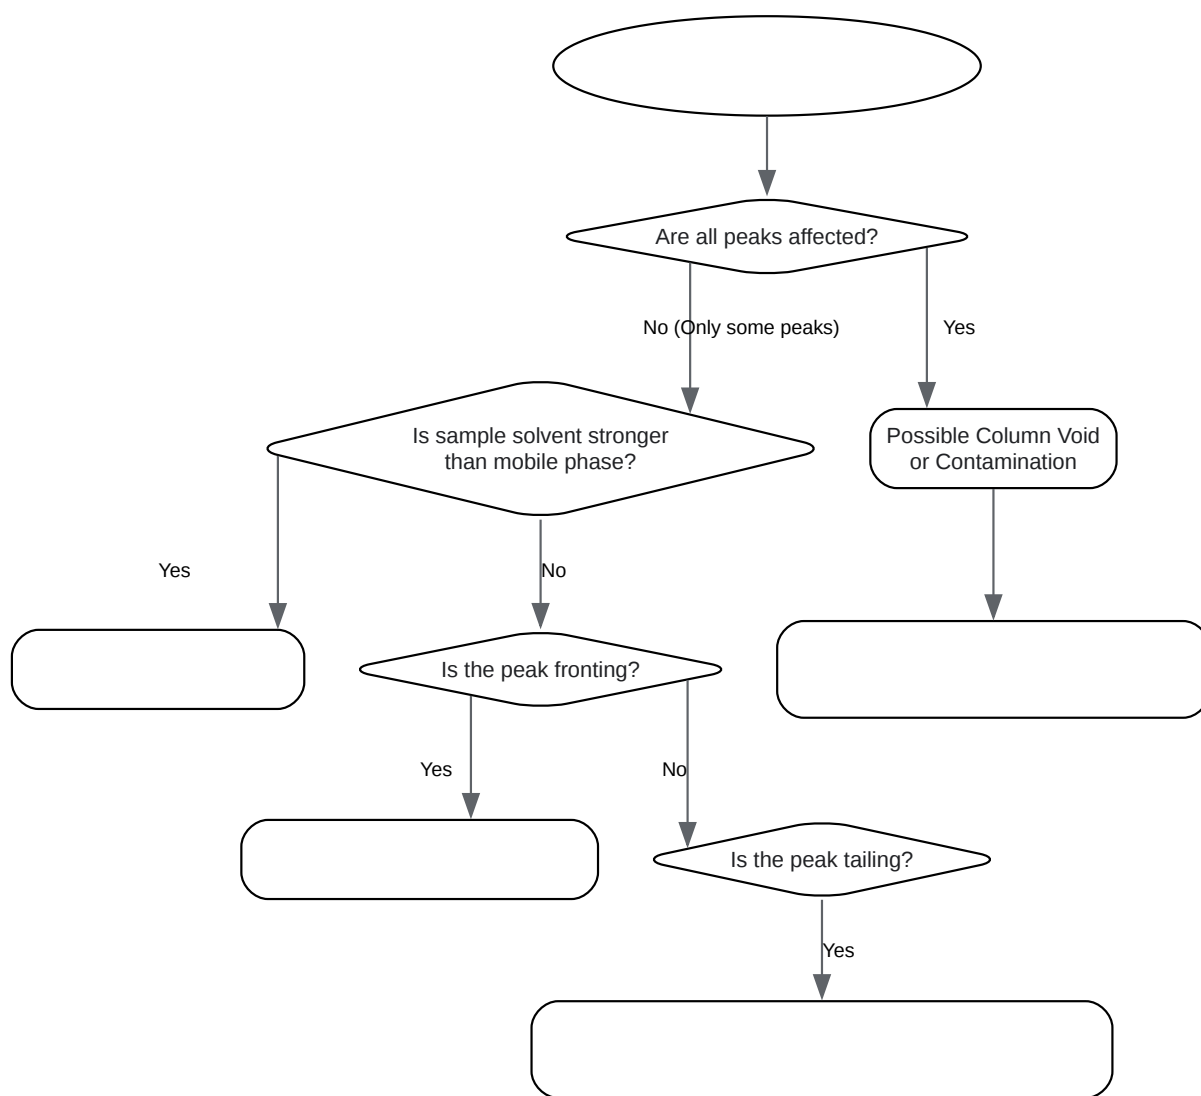 Are all peaks affected?
No (Only some peaks)
Yes
Is sample solvent stronger
than mobile phase?
Possible Column Void
or Contamination
Yes
No
Is the peak fronting?
Yes
No
Is the peak tailing?
Yes